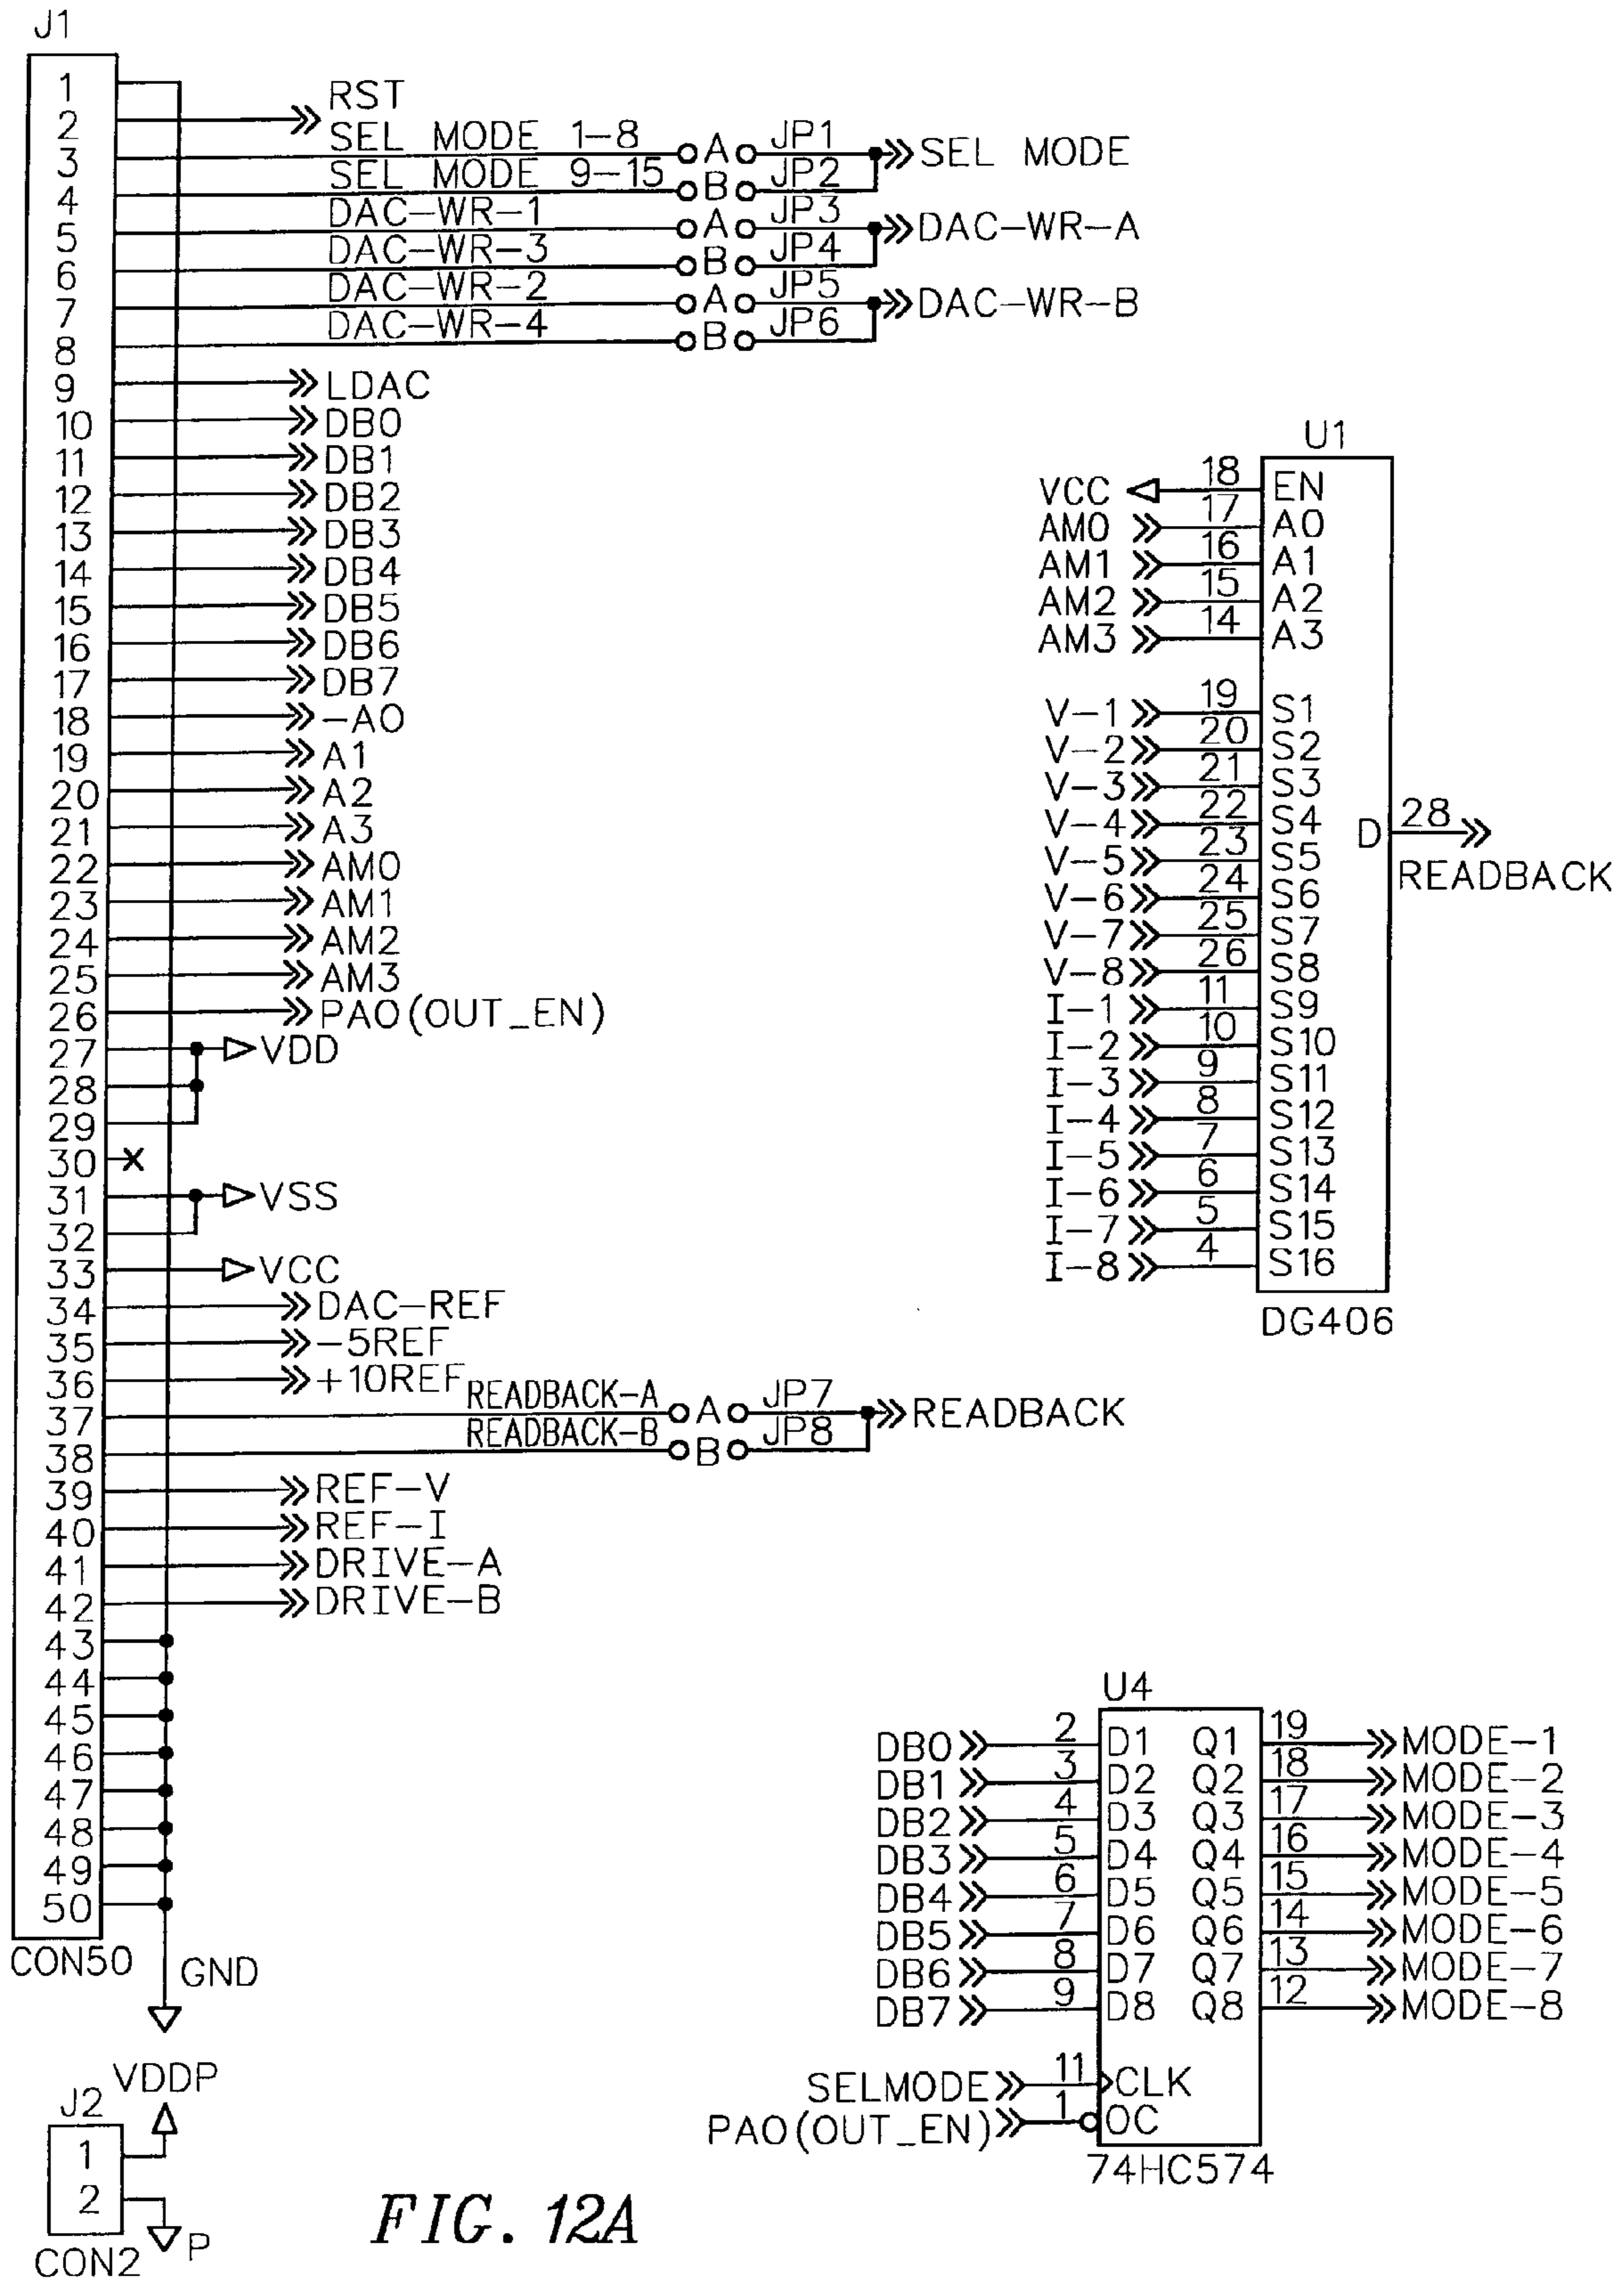 J1
1
2 RST
3 SEL MODE 1-8 A JP1 SEL MODE
4 SEL MODE 9-15 B JP2
5 DAC-WR-1 A JP3 DAC-WR-A
6 DAC-WR-3 B JP4
7 DAC-WR-2 A JP5 DAC-WR-B
8 DAC-WR-4 B JP6
9 LDAC
10 DB0
11 DB1
12 DB2
13 DB3
14 DB4
15 DB5
16 DB6
17 DB7
18 -A0
19 A1
20 A2
21 A3
22 AM0
23 AM1
24 AM2
25 AM3
26 PA0(OUT_EN)
27 VDD
28
29
30
31 VSS
32
33 VCC
34 DAC-REF
35 -5REF
36 +10REF
37 READBACK-A A JP7 READBACK
38 READBACK-B B JP8
39 REF-V
40 REF-I
41 DRIVE-A
42 DRIVE-B
43
44
45
46
47
48
49
50
CON50 GND
U1
VCC 18 EN
AM0 17 A0
AM1 16 A1
AM2 15 A2
AM3 14 A3
V-1 19 S1
V-2 20 S2
V-3 21 S3
V-4 22 S4 D 28
V-5 23 S5 READBACK
V-6 24 S6
V-7 25 S7
V-8 26 S8
I-1 11 S9
I-2 10 S10
I-3 9 S11
I-4 8 S12
I-5 7 S13
I-6 6 S14
I-7 5 S15
I-8 4 S16
DG406
U4
DB0 2 D1 Q1 19 MODE-1
DB1 3 D2 Q2 18 MODE-2
DB2 4 D3 Q3 17 MODE-3
DB3 5 D4 Q4 16 MODE-4
DB4 6 D5 Q5 15 MODE-5
DB5 7 D6 Q6 14 MODE-6
DB6 8 D7 Q7 13 MODE-7
DB7 9 D8 Q8 12 MODE-8
SELMODE 11 CLK
PA0(OUT_EN) 1 OC
74HC574
VDDP
J2
1
2
P
CON2
FIG. 12A